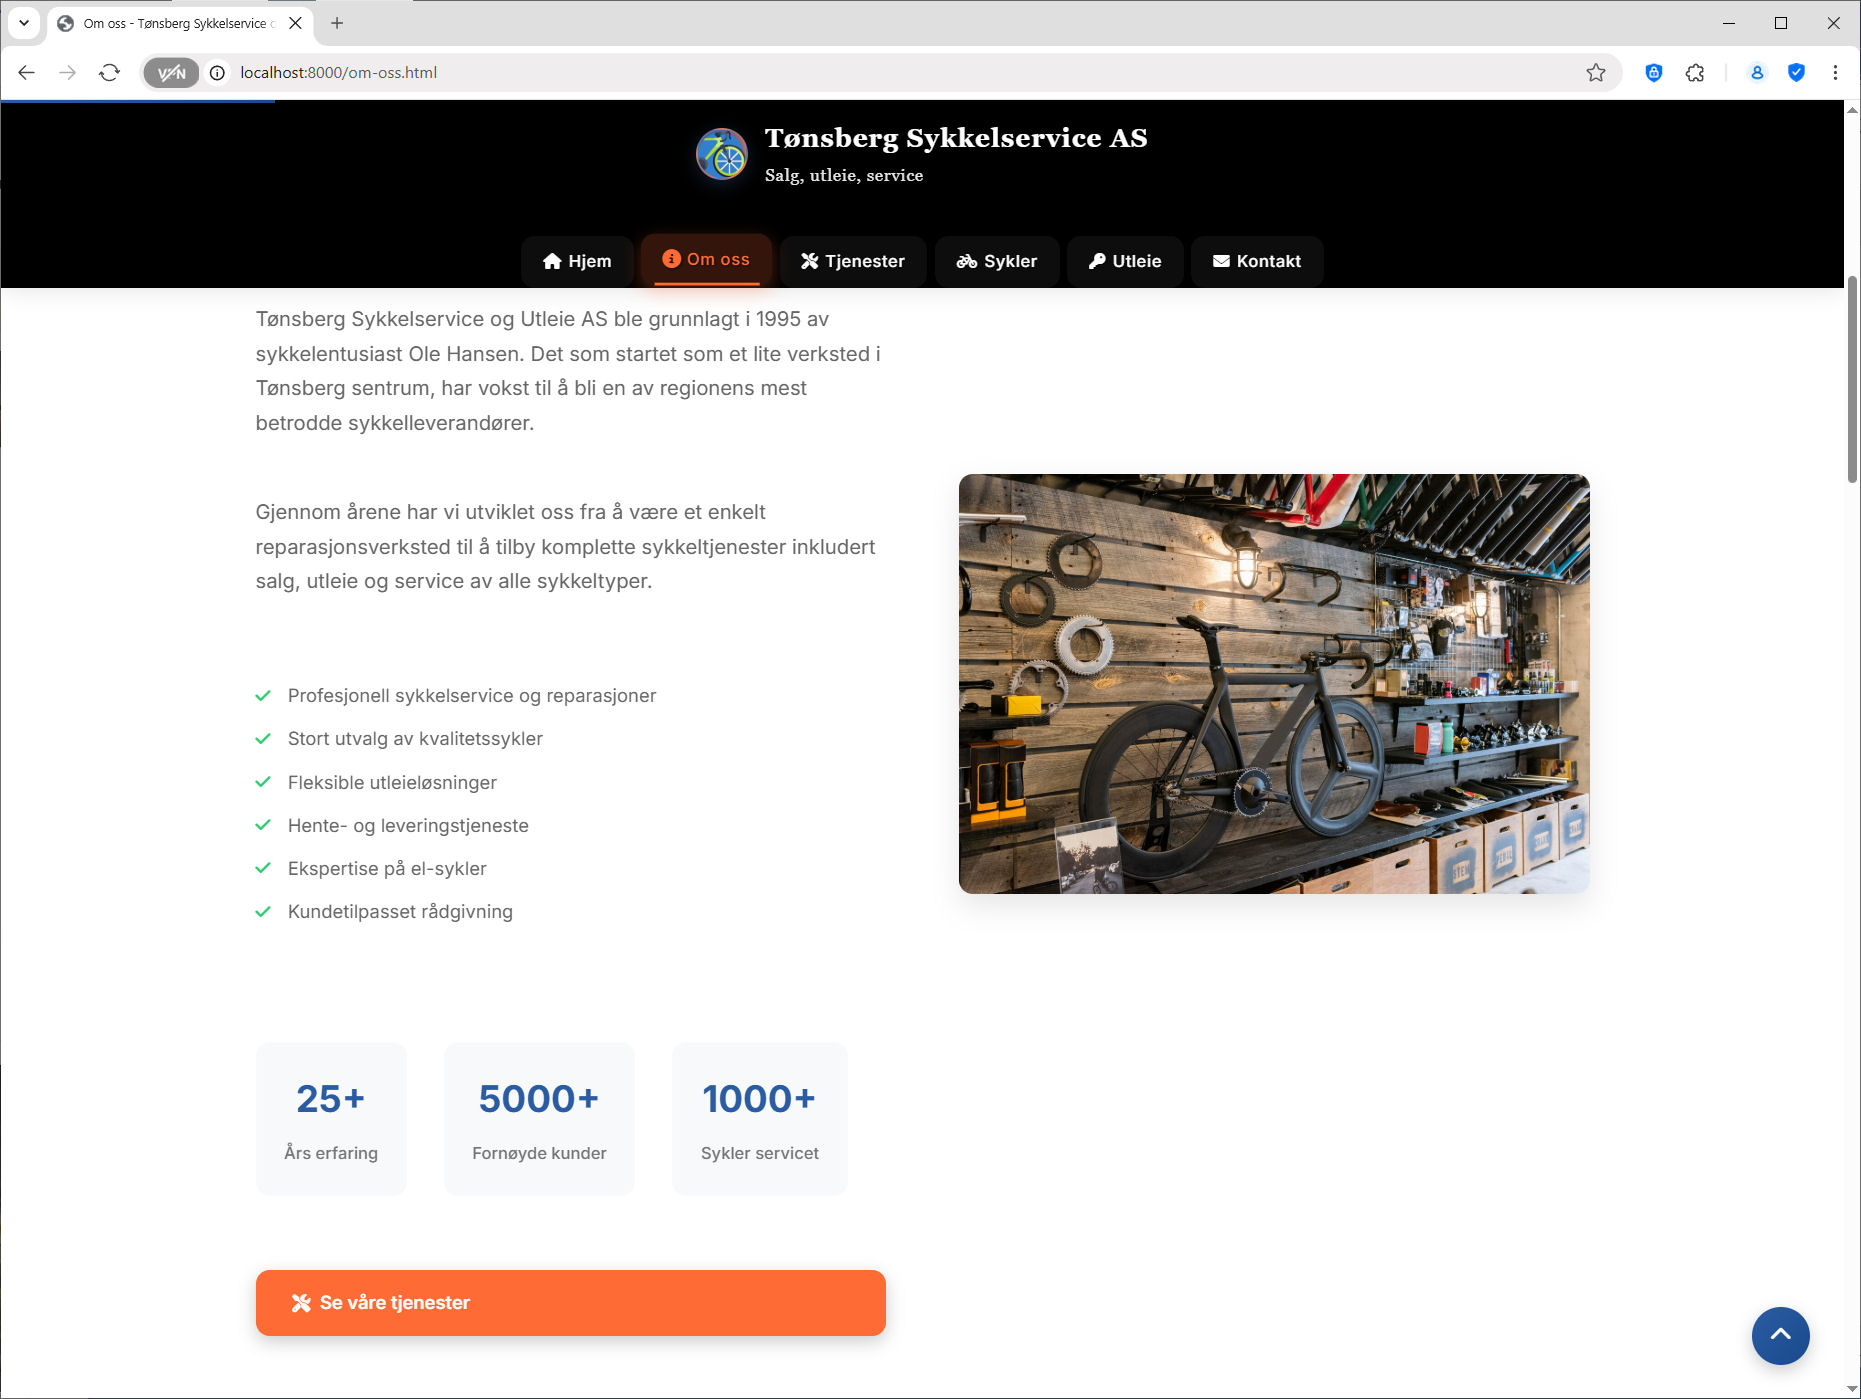 Om oss - Tønsberg Sykkelservice
VPN
localhost:8000/om-oss.html
Tønsberg Sykkelservice AS
Salg, utleie, service
Hjem
Om oss
Tjenester
Sykler
Utleie
Kontakt
Tønsberg Sykkelservice og Utleie AS ble grunnlagt i 1995 av
sykkelentusiast Ole Hansen. Det som startet som et lite verksted i
Tønsberg sentrum, har vokst til å bli en av regionens mest
betrodde sykkelleverandører.
Gjennom årene har vi utviklet oss fra å være et enkelt
reparasjonsverksted til å tilby komplette sykkeltjenester inkludert
salg, utleie og service av alle sykkeltyper.
Profesjonell sykkelservice og reparasjoner
Stort utvalg av kvalitetssykler
Fleksible utleieløsninger
Hente- og leveringstjeneste
Ekspertise på el-sykler
Kundetilpasset rådgivning
STEM
25+
Års erfaring
5000+
Fornøyde kunder
1000+
Sykler servicet
Se våre tjenester